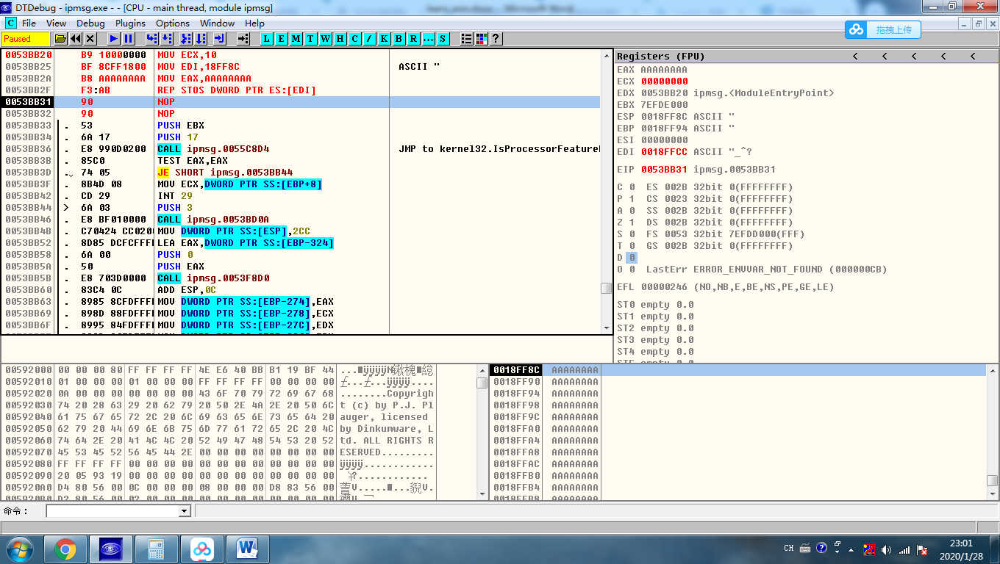 DTDebug - ipmsg.exe - - [CPU - main thread, module ipmsg]
C File View Debug Plugins Options Window Help
拖拽上传
Paused L E M T W H C / K B R ... S ?
0053BB20 B9 10000000 MOV ECX,10
0053BB25 BF 8CFF1800 MOV EDI,18FF8C ASCII "
0053BB2A B8 AAAAAAAA MOV EAX,AAAAAAAA
0053BB2F F3:AB REP STOS DWORD PTR ES:[EDI]
0053BB31 90 NOP
0053BB32 90 NOP
0053BB33 . 53 PUSH EBX
0053BB34 . 6A 17 PUSH 17
0053BB36 . E8 990D0200 CALL ipmsg.0055C8D4 JMP to kernel32.IsProcessorFeature
0053BB3B . 85C0 TEST EAX,EAX
0053BB3D . 74 05 JE SHORT ipmsg.0053BB44
0053BB3F . 8B4D 08 MOV ECX,DWORD PTR SS:[EBP+8]
0053BB42 . CD 29 INT 29
0053BB44 > 6A 03 PUSH 3
0053BB46 . E8 BF010000 CALL ipmsg.0053BD0A
0053BB4B . C70424 CC020 MOV DWORD PTR SS:[ESP],2CC
0053BB52 . 8D85 DCFCFFF LEA EAX,DWORD PTR SS:[EBP-324]
0053BB58 . 6A 00 PUSH 0
0053BB5A . 50 PUSH EAX
0053BB5B . E8 703D0000 CALL ipmsg.0053F8D0
0053BB60 . 83C4 0C ADD ESP,0C
0053BB63 . 8985 8CFDFFF MOV DWORD PTR SS:[EBP-274],EAX
0053BB69 . 898D 88FDFFF MOV DWORD PTR SS:[EBP-278],ECX
0053BB6F . 8995 84FDFFF MOV DWORD PTR SS:[EBP-27C],EDX
Registers (FPU) < < < < <
EAX AAAAAAAA
ECX 00000000
EDX 0053BB20 ipmsg.<ModuleEntryPoint>
EBX 7EFDE000
ESP 0018FF8C ASCII "
EBP 0018FF94 ASCII "
ESI 00000000
EDI 0018FFCC ASCII "_^?
EIP 0053BB31 ipmsg.0053BB31
C 0 ES 002B 32bit 0(FFFFFFFF)
P 1 CS 0023 32bit 0(FFFFFFFF)
A 0 SS 002B 32bit 0(FFFFFFFF)
Z 1 DS 002B 32bit 0(FFFFFFFF)
S 0 FS 0053 32bit 7EFDD000(FFF)
T 0 GS 002B 32bit 0(FFFFFFFF)
D 0
O 0 LastErr ERROR_ENVVAR_NOT_FOUND (000000CB)
EFL 00000246 (NO,NB,E,BE,NS,PE,GE,LE)
ST0 empty 0.0
ST1 empty 0.0
ST2 empty 0.0
ST3 empty 0.0
ST4 empty 0.0
00592000 00 00 00 80 FF FF FF FF 4E E6 40 BB B1 19 BF 44
00592010 01 00 00 00 01 00 00 00 FF FF FF FF 00 00 00 00
00592020 0A 00 00 00 00 00 00 00 43 6F 70 79 72 69 67 68 ........Copyrigh
00592030 74 20 28 63 29 20 62 79 20 50 2E 4A 2E 20 50 6C t (c) by P.J. Pl
00592040 61 75 67 65 72 2C 20 6C 69 63 65 6E 73 65 64 20 auger, licensed
00592050 62 79 20 44 69 6E 6B 75 6D 77 61 72 65 2C 20 4C by Dinkumware, L
00592060 74 64 2E 20 41 4C 4C 20 52 49 47 48 54 53 20 52 td. ALL RIGHTS R
00592070 45 53 45 52 56 45 44 2E 00 00 00 00 00 00 00 00 ESERVED.........
00592080 FF FF FF FF 00 00 00 00 00 00 00 00 00 00 00 00 ÿÿÿÿ............
00592090 20 05 93 19 00 00 00 00 00 00 00 00 00 00 00 00
005920A0 D4 80 56 00 0C 00 00 00 08 00 00 00 D8 83 56 00
005920B0 D2 80 56 00 02 00 00 00 00 00 00 00 00 00 00 00
0018FF8C AAAAAAAA
0018FF90 AAAAAAAA
0018FF94 AAAAAAAA
0018FF98 AAAAAAAA
0018FF9C AAAAAAAA
0018FFA0 AAAAAAAA
0018FFA4 AAAAAAAA
0018FFA8 AAAAAAAA
0018FFAC AAAAAAAA
0018FFB0 AAAAAAAA
0018FFB4 AAAAAAAA
0018FFB8 AAAAAAAA
命令：
CH
23:01
2020/1/28